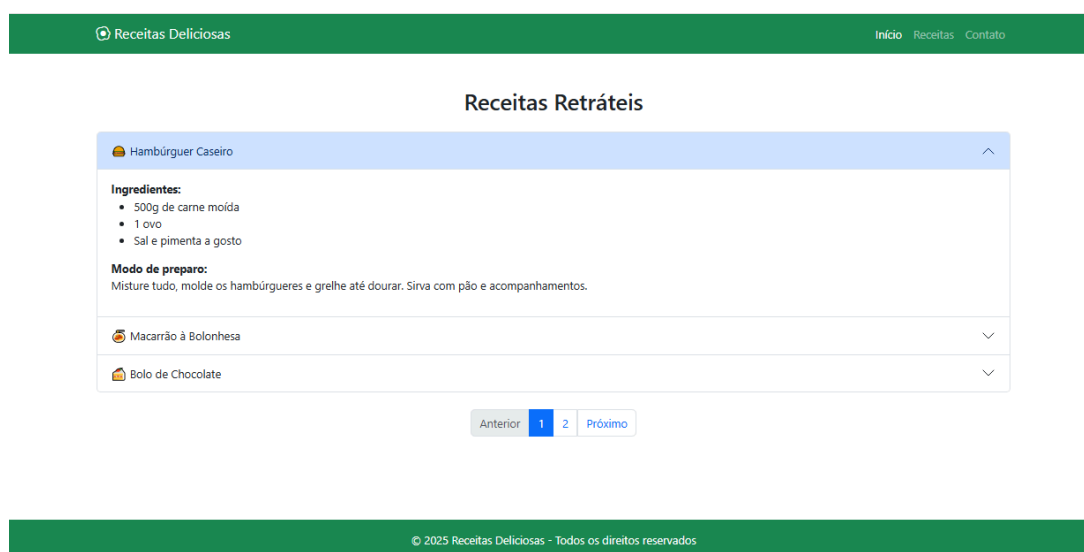 Receitas Deliciosas
Início Receitas Contato
Receitas Retráteis
Hambúrguer Caseiro
Ingredientes:
500g de carne moída
1 ovo
Sal e pimenta a gosto
Modo de preparo:
Misture tudo, molde os hambúrgueres e grelhe até dourar. Sirva com pão e acompanhamentos.
Macarrão à Bolonhesa
Bolo de Chocolate
Anterior 1 2 Próximo
© 2025 Receitas Deliciosas - Todos os direitos reservados